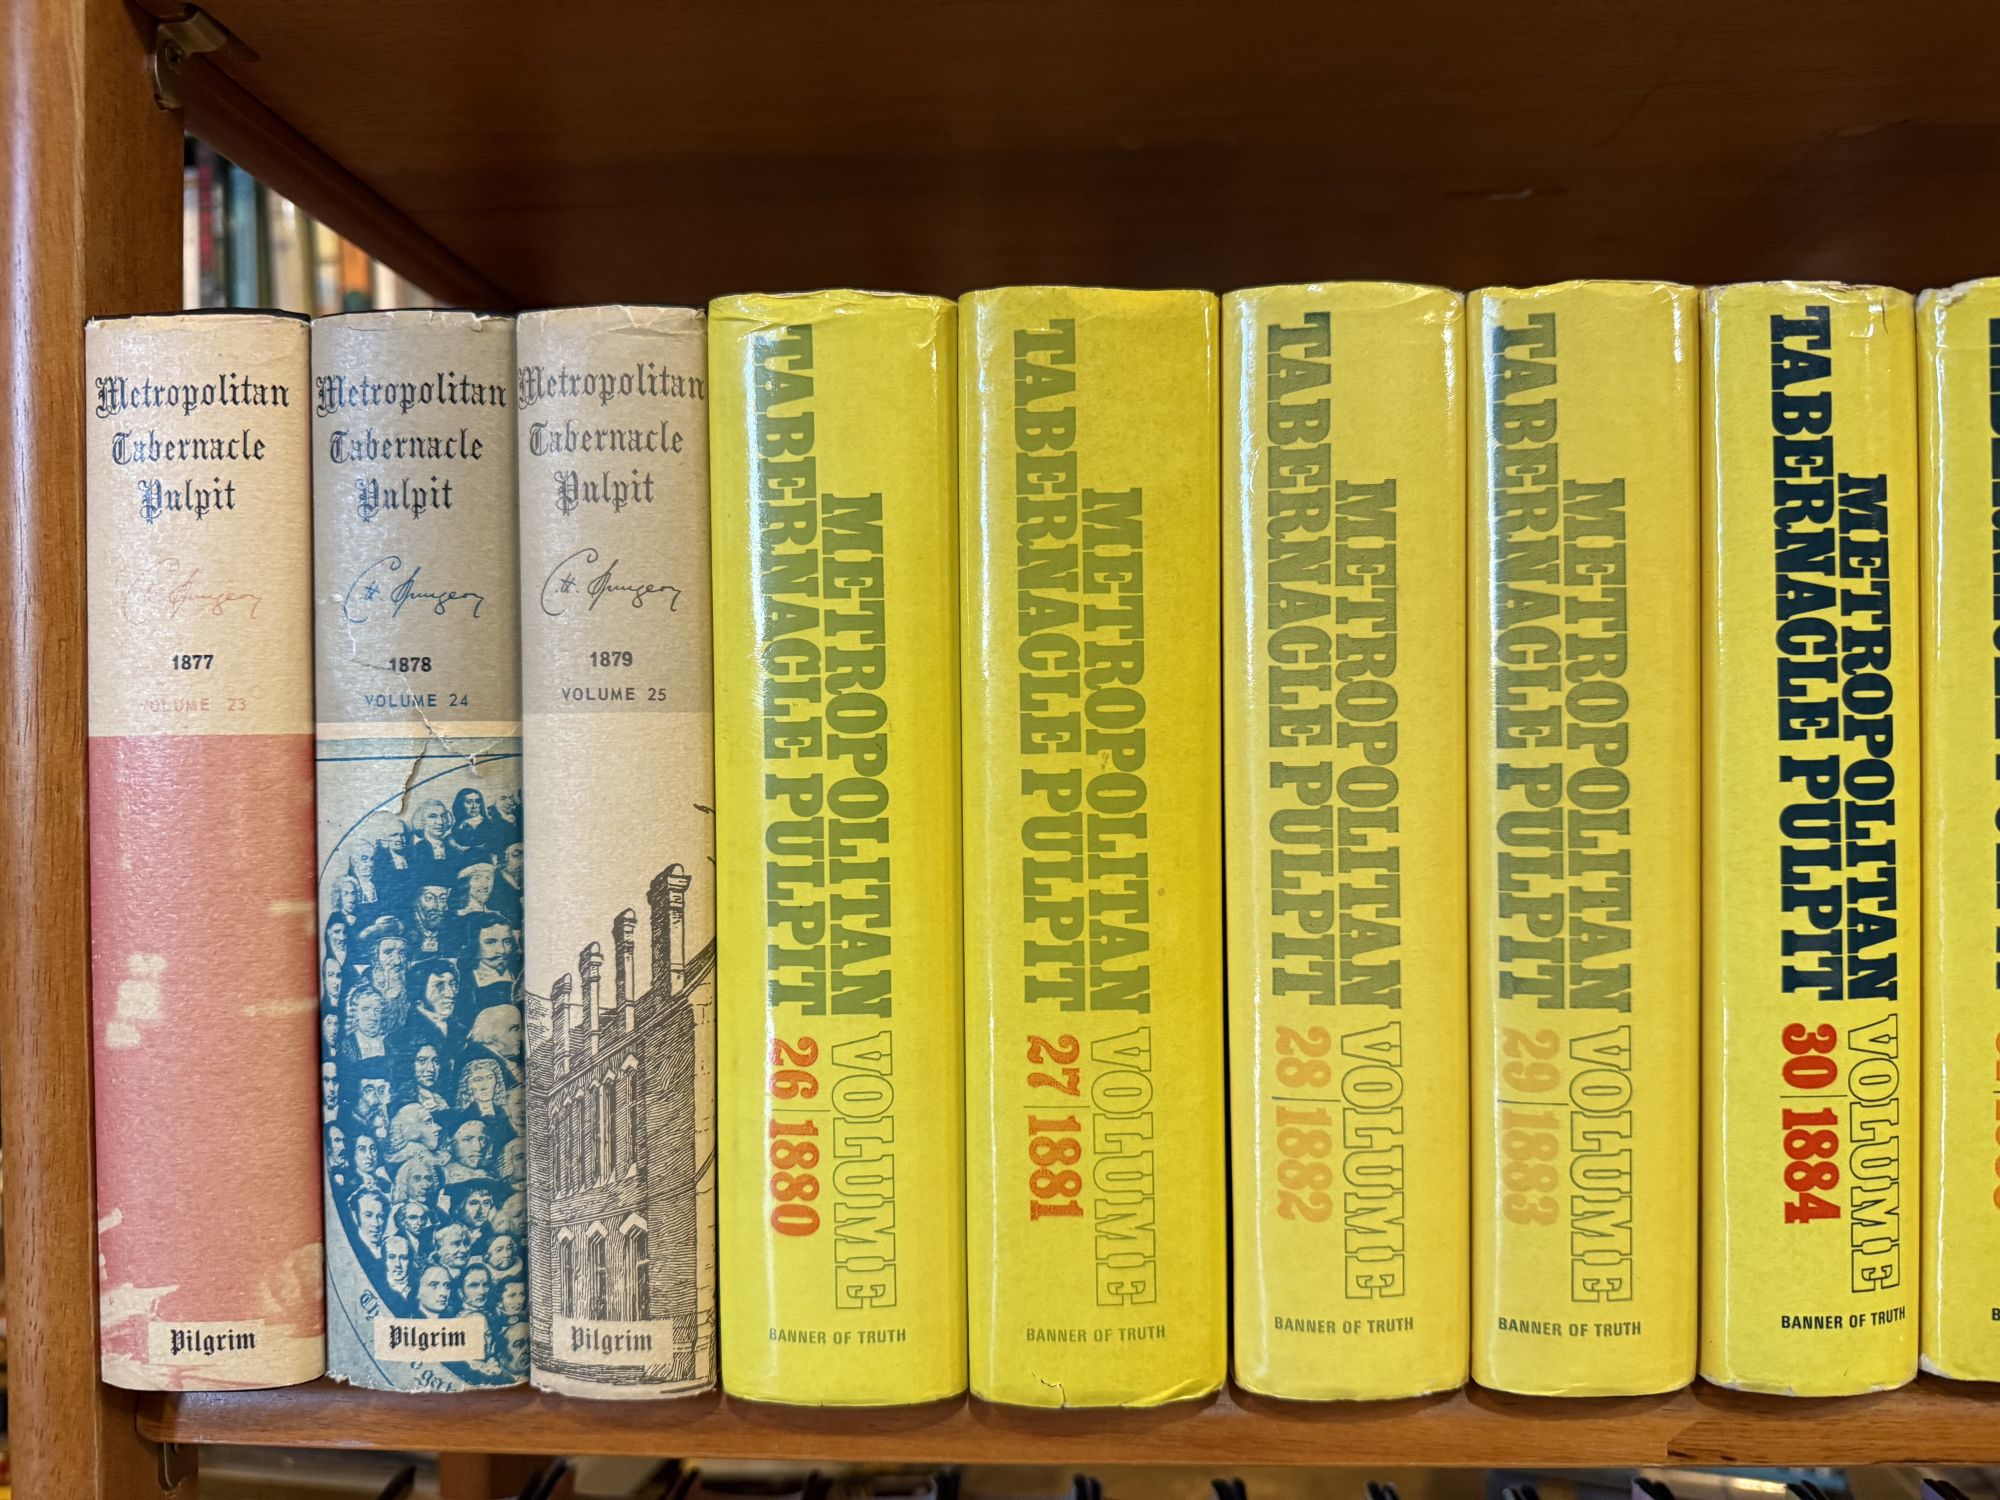 Metropolitan
Tabernacle
Pulpit
C. H. Spurgeon
1877
VOLUME 23
Pilgrim
Metropolitan
Tabernacle
Pulpit
C. H. Spurgeon
1878
VOLUME 24
Pilgrim
Metropolitan
Tabernacle
Pulpit
C. H. Spurgeon
1879
VOLUME 25
Pilgrim
METROPOLITAN VOLUME
TABERNACLE PULPIT 26|1880
BANNER OF TRUTH
METROPOLITAN VOLUME
TABERNACLE PULPIT 27|1881
BANNER OF TRUTH
METROPOLITAN VOLUME
TABERNACLE PULPIT 28|1882
BANNER OF TRUTH
METROPOLITAN VOLUME
TABERNACLE PULPIT 29|1883
BANNER OF TRUTH
METROPOLITAN VOLUME
TABERNACLE PULPIT 30|1884
BANNER OF TRUTH